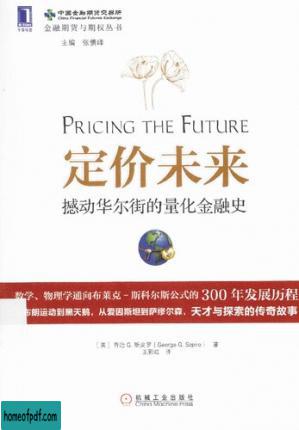 中国金融期货交易所
China Financial Futures Exchange
金融期货与期权丛书
主编 张慎峰
PRICING THE FUTURE
定价未来
撼动华尔街的量化金融史
数学、物理学通向布莱克－斯科尔斯公式的300年发展历程
布朗运动到黑天鹅，从爱因斯坦到萨缪尔森，天才与探索的传奇故事
[美] 乔治 G. 斯皮罗 (George G. Szpiro) 著
译
机械工业出版社
China Machine Press
homeofpdf.com
homeofpdf.com